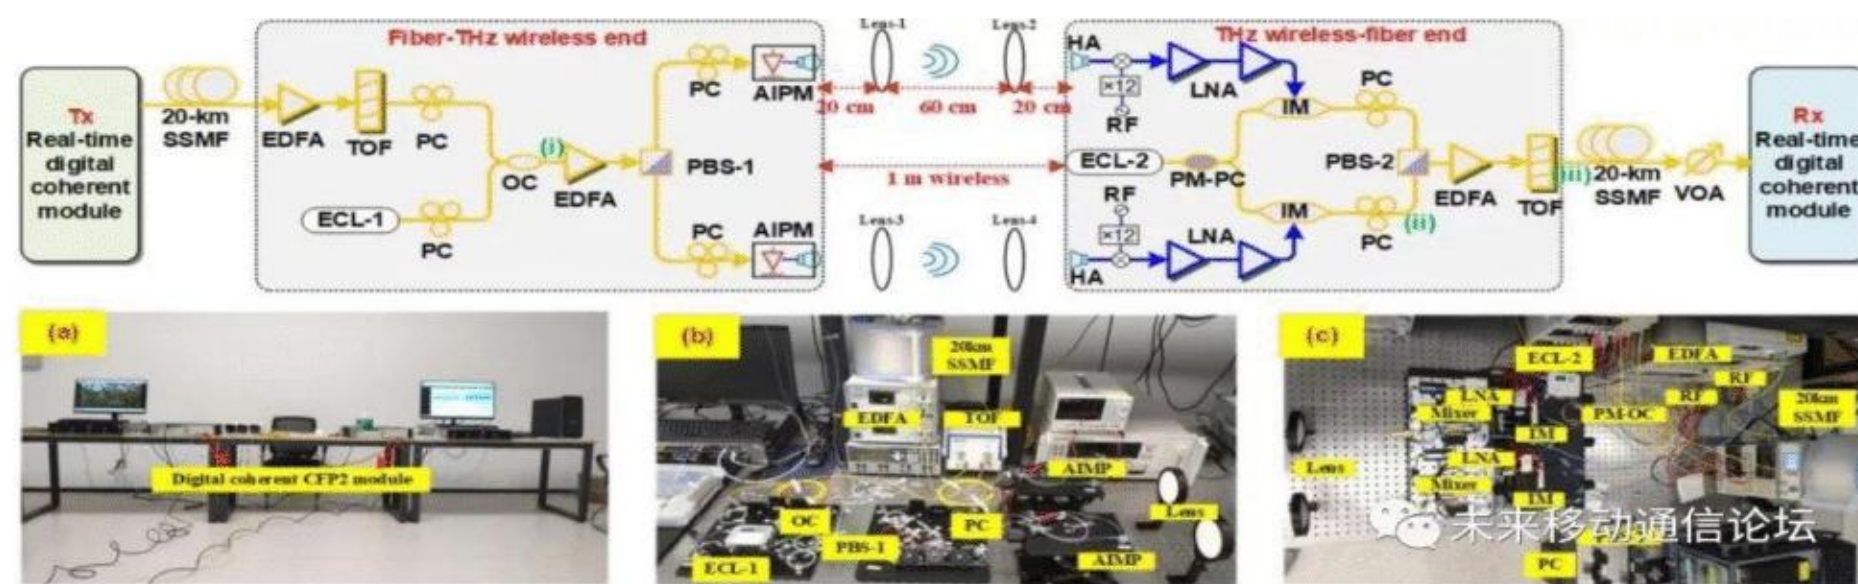 Fiber-THz wireless end
Lens-1
Lens-2
THz wireless-fiber end
Tx
Real-time
digital
coherent
module
20-km
SSMF
EDFA
TOF
PC
ECL-1
PC
OC
(i)
EDFA
PBS-1
PC
AIPM
PC
AIPM
20 cm
60 cm
20 cm
1 m wireless
Lens-3
Lens-4
HA
×12
RF
LNA
IM
PC
ECL-2
PM-PC
RF
×12
HA
LNA
IM
PC
(ii)
PBS-2
EDFA
TOF
(iii)
20-km
SSMF
VOA
Rx
Real-time
digital
coherent
module
(a)
Digital coherent CFP2 module
(b)
20km
SSMF
EDFA
TOF
AIMP
Lens
OC
PC
PBS-1
ECL-1
AIMP
(c)
ECL-2
EDFA
RF
LNA
RF
20km
SSMF
Mixer
PM-OC
IM
LNA
Lens
Mixer
IM
PC
未来移动通信论坛